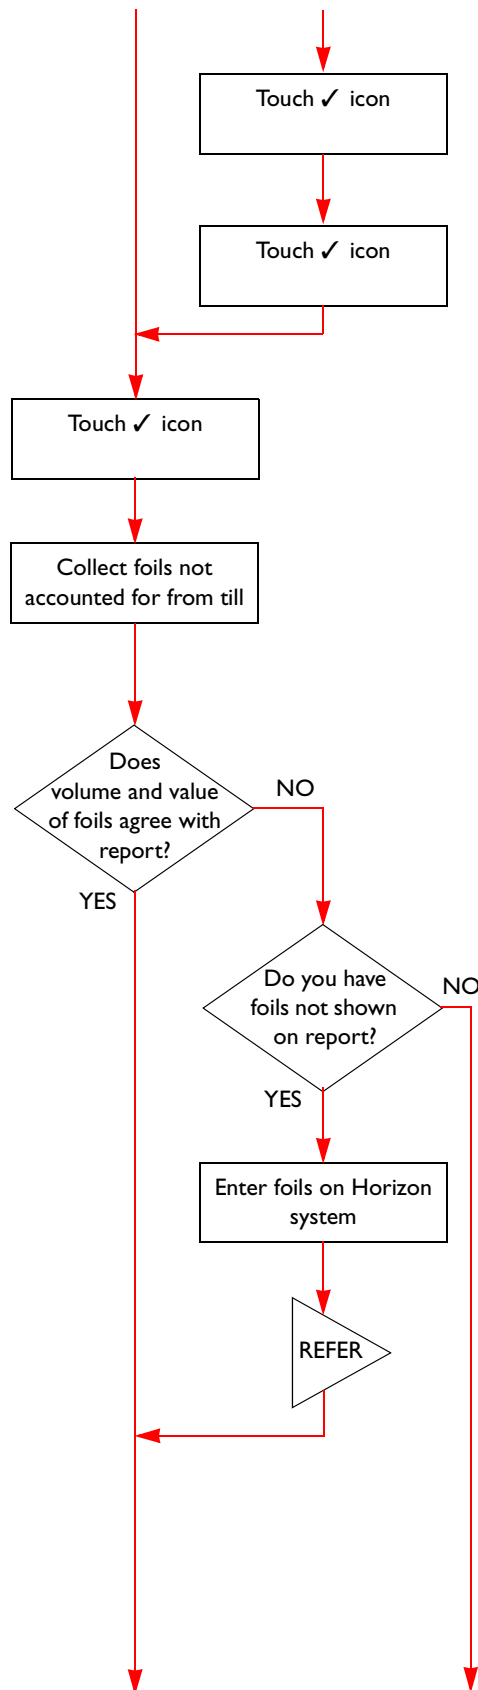 Touch ✓ icon
Touch ✓ icon
Touch ✓ icon
Collect foils not
accounted for from till
Does
volume and value
of foils agree with
report?
NO
YES
Do you have
foils not shown
on report?
NO
YES
Enter foils on Horizon
system
REFER